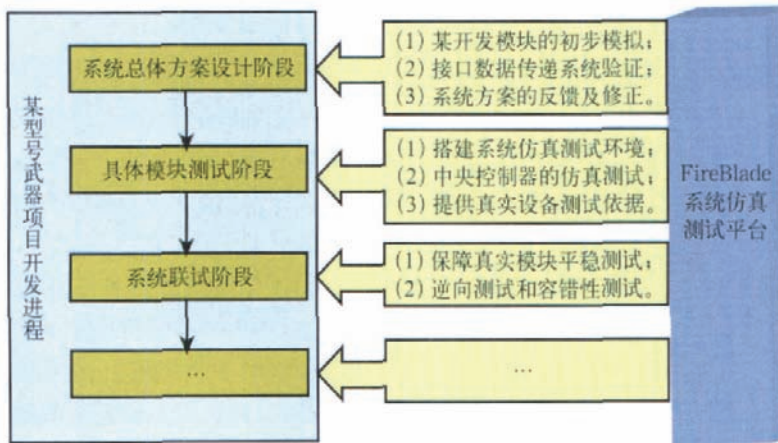 某型号武器项目开发进程
系统总体方案设计阶段
(1) 某开发模块的初步模拟;
(2) 接口数据传递系统验证;
(3) 系统方案的反馈及修正。
具体模块测试阶段
(1) 搭建系统仿真测试环境;
(2) 中央控制器的仿真测试;
(3) 提供真实设备测试依据。
系统联试阶段
(1) 保障真实模块平稳测试;
(2) 逆向测试和容错性测试。
…
…
FireBlade
系统仿真
测试平台